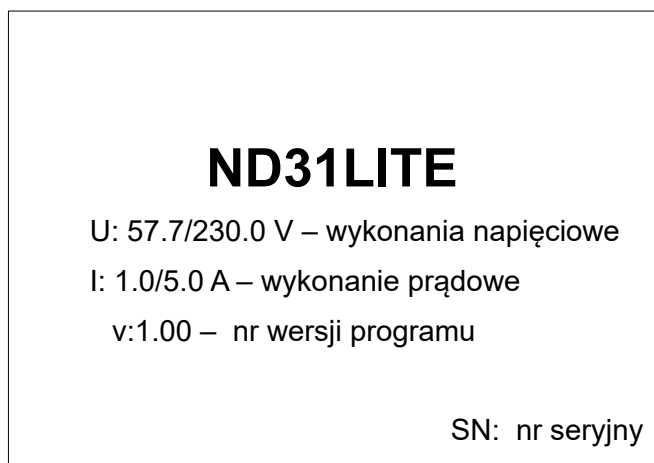 ND31LITE
U: 57.7/230.0 V – wykonania napięciowe
I: 1.0/5.0 A – wykonanie prądowe
v:1.00 – nr wersji programu
SN: nr seryjny